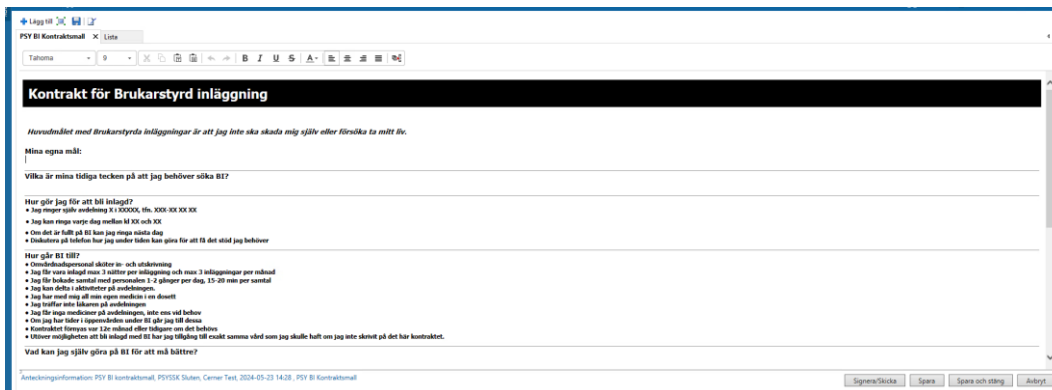 Lägg till
PSY BI Kontraktsmall X Lista
Tahoma 9 B I U S A
Kontrakt för Brukarstyrd inläggning
Huvudmålet med Brukarstyrda inläggningar är att jag inte ska skada mig själv eller försöka ta mitt liv.
Mina egna mål:
Vilka är mina tidiga tecken på att jag behöver söka BI?
Hur gör jag för att bli inlagd?
• Jag ringer själv avdelning X i XXXXX, tfn. XXX-XX XX XX
• Jag kan ringa varje dag mellan kl XX och XX
• Om det är fullt på BI kan jag ringa nästa dag
• Diskutera på telefon hur jag under tiden kan göra för att få det stöd jag behöver
Hur går BI till?
• Omvårdnadspersonal sköter in- och utskrivning
• Jag får vara inlagd max 3 nätter per inläggning och max 3 inläggningar per månad
• Jag får bokade samtal med personalen 1-2 gånger per dag, 15-20 min per samtal
• Jag kan delta i aktiviteter på avdelningen.
• Jag har med mig all min egen medicin i en dosett
• Jag träffar inte läkaren på avdelningen
• Jag får inga mediciner på avdelningen, inte ens vid behov
• Om jag har tider i öppenvården under BI går jag till dessa
• Kontraktet förnyas var 12e månad eller tidigare om det behövs
• Utöver möjligheten att bli inlagd med BI har jag tillgång till exakt samma vård som jag skulle haft om jag inte skrivit på det här kontraktet.
Vad kan jag själv göra på BI för att må bättre?
Anteckningsinformation: PSY BI kontraktsmall, PSYSSK Sluten, Cerner Test, 2024-05-23 14:28 , PSY BI Kontraktsmall
Signera/Skicka Spara Spara och stäng Avbryt